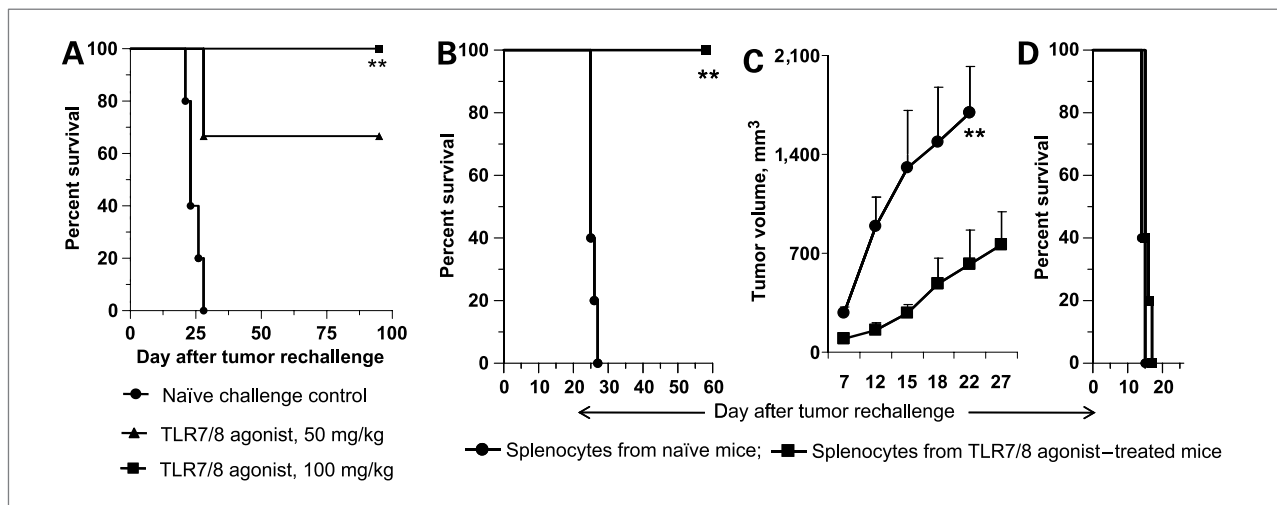 A
Percent survival
100
80
60
40
20
0
**
0 25 50 75 100
Day after tumor rechallenge
Naïve challenge control
TLR7/8 agonist, 50 mg/kg
TLR7/8 agonist, 100 mg/kg
B
Percent survival
100
80
60
40
20
0
**
0 15 30 45 60
C
Tumor volume, mm³
2,100
1,400
700
0
**
7 12 15 18 22 27
D
Percent survival
100
80
60
40
20
0
0 10 20
Day after tumor rechallenge
Splenocytes from naïve mice; Splenocytes from TLR7/8 agonist–treated mice